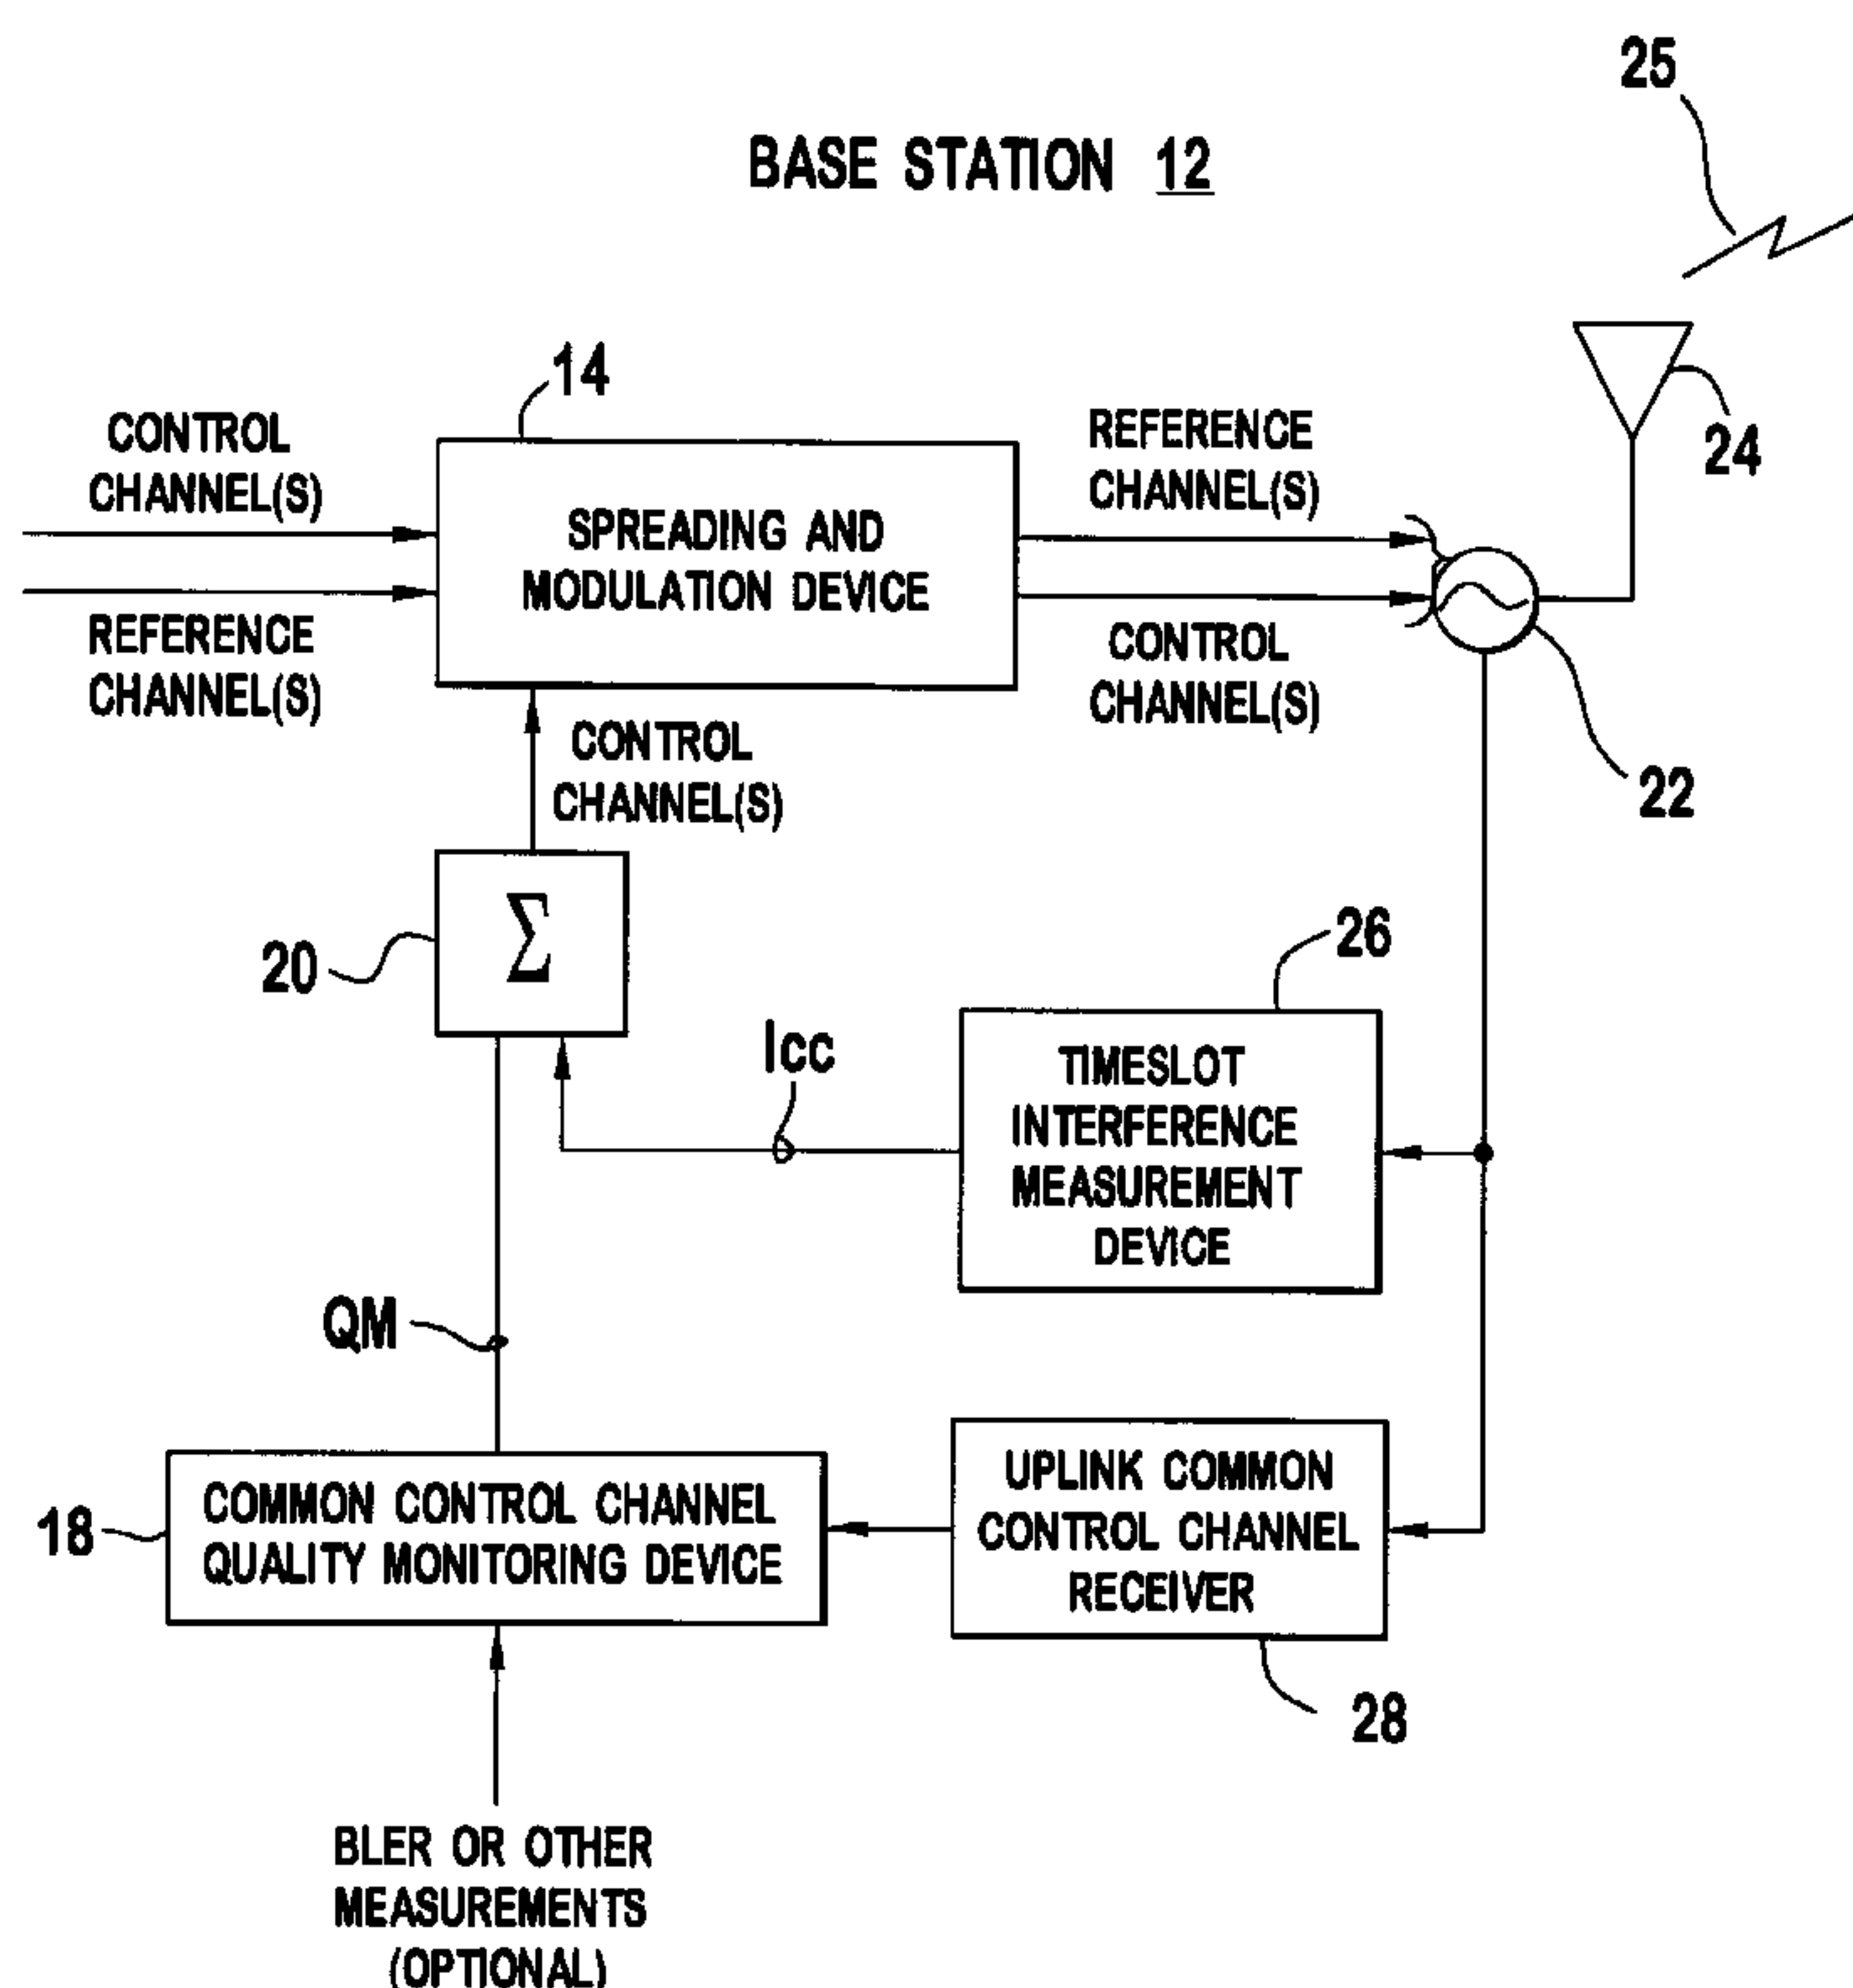 25
BASE STATION 12
14
CONTROL
CHANNEL(S)
REFERENCE
CHANNEL(S)
SPREADING AND
MODULATION DEVICE
REFERENCE
CHANNEL(S)
CONTROL
CHANNEL(S)
24
22
CONTROL
CHANNEL(S)
20
Σ
26
Icc
TIMESLOT
INTERFERENCE
MEASUREMENT
DEVICE
QM
18
COMMON CONTROL CHANNEL
QUALITY MONITORING DEVICE
UPLINK COMMON
CONTROL CHANNEL
RECEIVER
28
BLER OR OTHER
MEASUREMENTS
(OPTIONAL)